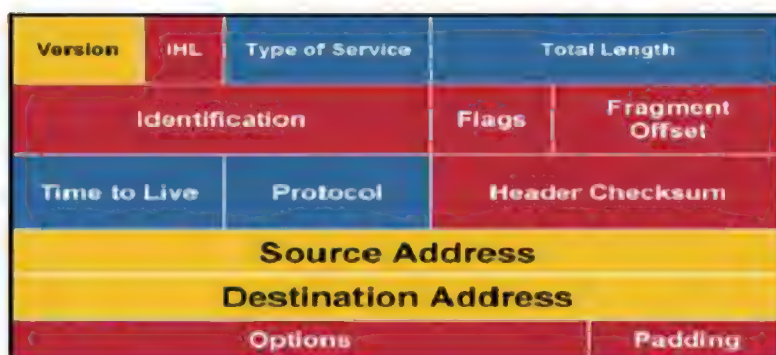 Version IHL Type of Service Total Length
Identification Flags Fragment
Offset
Time to Live Protocol Header Checksum
Source Address
Destination Address
Options Padding